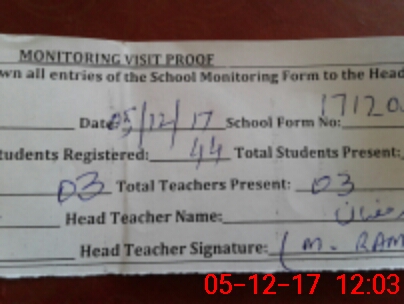 MONITORING VISIT PROOF
wn all entries of the School Monitoring Form to the Head
Date: 05/12/17 School Form No: 17120
tudents Registered: 44 Total Students Present:
03 Total Teachers Present: 03
Head Teacher Name:
Head Teacher Signature: M. RAM
05-12-17 12:03